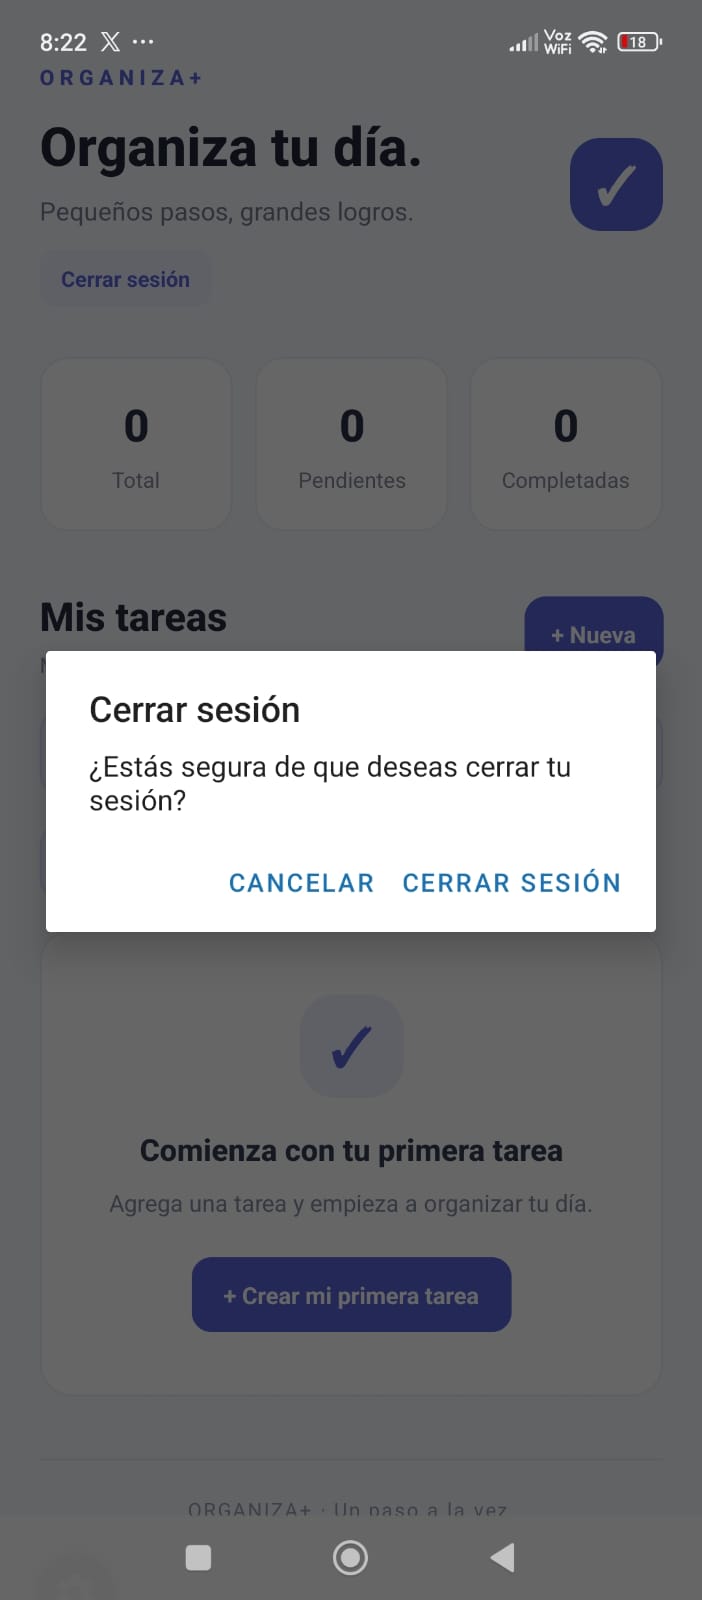 8:22
Voz
WiFi
18
ORGANIZA+
Organiza tu día.
Pequeños pasos, grandes logros.
Cerrar sesión
0
0
0
Total
Pendientes
Completadas
Mis tareas
+ Nueva
Cerrar sesión
¿Estás segura de que deseas cerrar tu
sesión?
CANCELAR
CERRAR SESIÓN
Comienza con tu primera tarea
Agrega una tarea y empieza a organizar tu día.
+ Crear mi primera tarea
ORGANIZA+ · Un paso a la vez